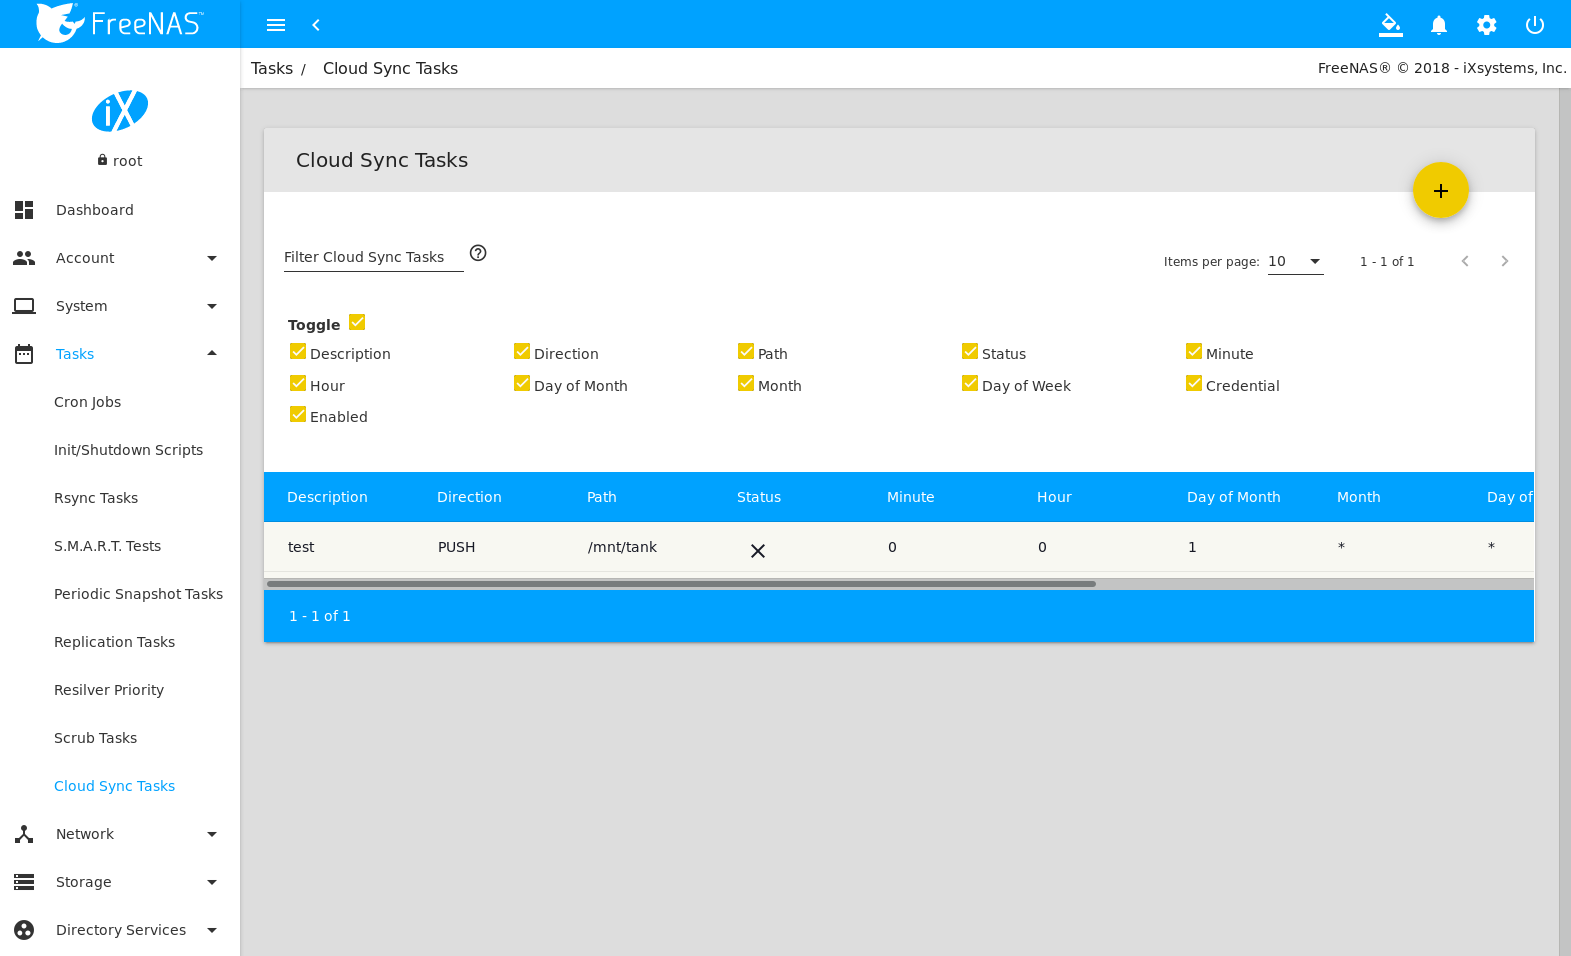 FreeNAS™
Tasks / Cloud Sync Tasks
FreeNAS® © 2018 - iXsystems, Inc.
iX
root
Dashboard
Account
System
Tasks
Cron Jobs
Init/Shutdown Scripts
Rsync Tasks
S.M.A.R.T. Tests
Periodic Snapshot Tasks
Replication Tasks
Resilver Priority
Scrub Tasks
Cloud Sync Tasks
Network
Storage
Directory Services
Cloud Sync Tasks
Filter Cloud Sync Tasks
Items per page: 10 1 - 1 of 1
Toggle
Description Direction Path Status Minute
Hour Day of Month Month Day of Week Credential
Enabled
Description Direction Path Status Minute Hour Day of Month Month Day of
test PUSH /mnt/tank 0 0 1 * *
1 - 1 of 1